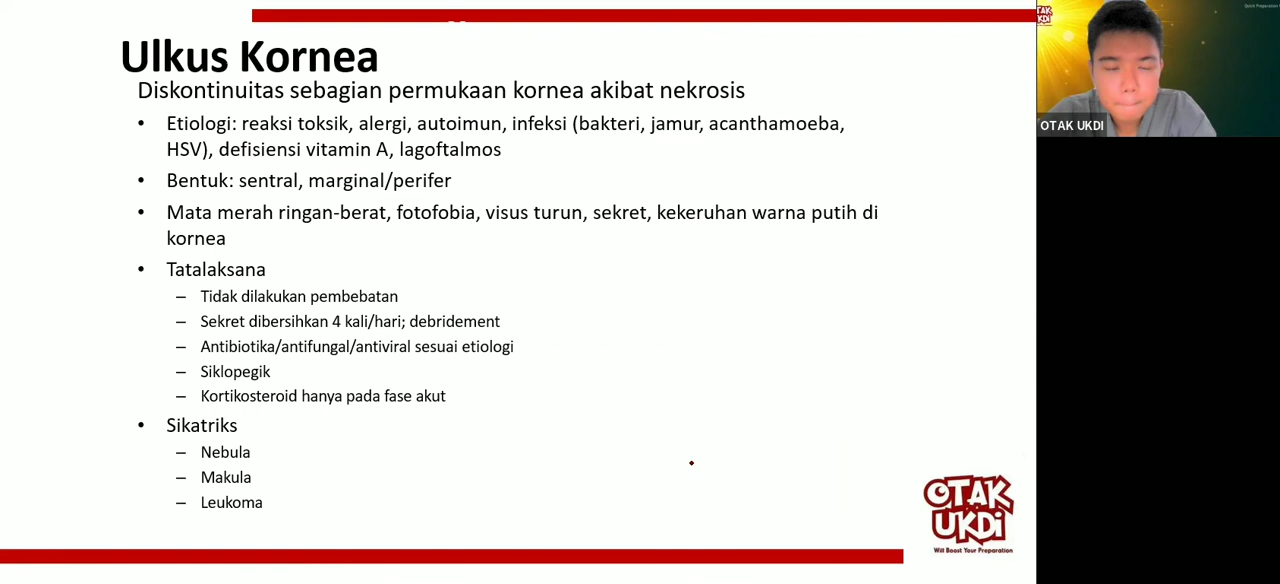 Ulkus Kornea
Diskontinuitas sebagian permukaan kornea akibat nekrosis
• Etiologi: reaksi toksik, alergi, autoimun, infeksi (bakteri, jamur, acanthamoeba,
HSV), defisiensi vitamin A, lagoftalmos
• Bentuk: sentral, marginal/perifer
• Mata merah ringan-berat, fotofobia, visus turun, sekret, kekeruhan warna putih di
kornea
• Tatalaksana
– Tidak dilakukan pembebatan
– Sekret dibersihkan 4 kali/hari; debridement
– Antibiotika/antifungal/antiviral sesuai etiologi
– Siklopegik
– Kortikosteroid hanya pada fase akut
• Sikatriks
– Nebula
– Makula
– Leukoma
OTAK
UKDI
Will Boost Your Preparation
OTAK UKDI